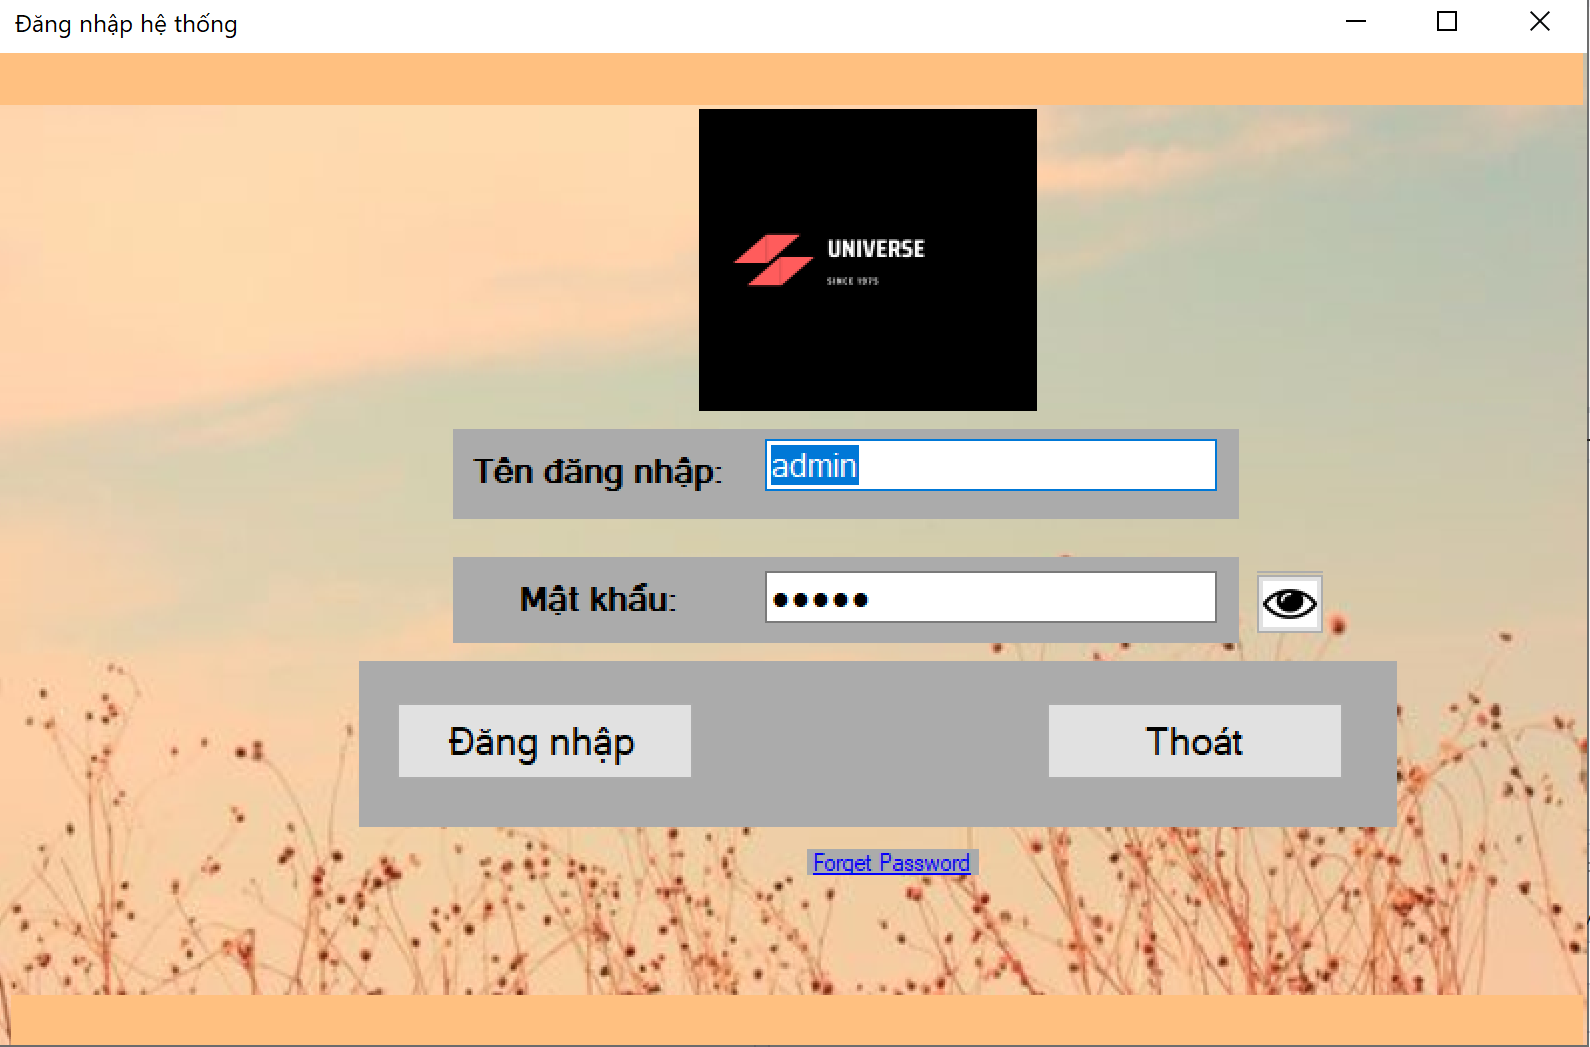 Đăng nhập hệ thống
UNIVERSE
SINCE 1975
Tên đăng nhập:
admin
Mật khẩu:
●●●●●
Đăng nhập
Thoát
Forget Password